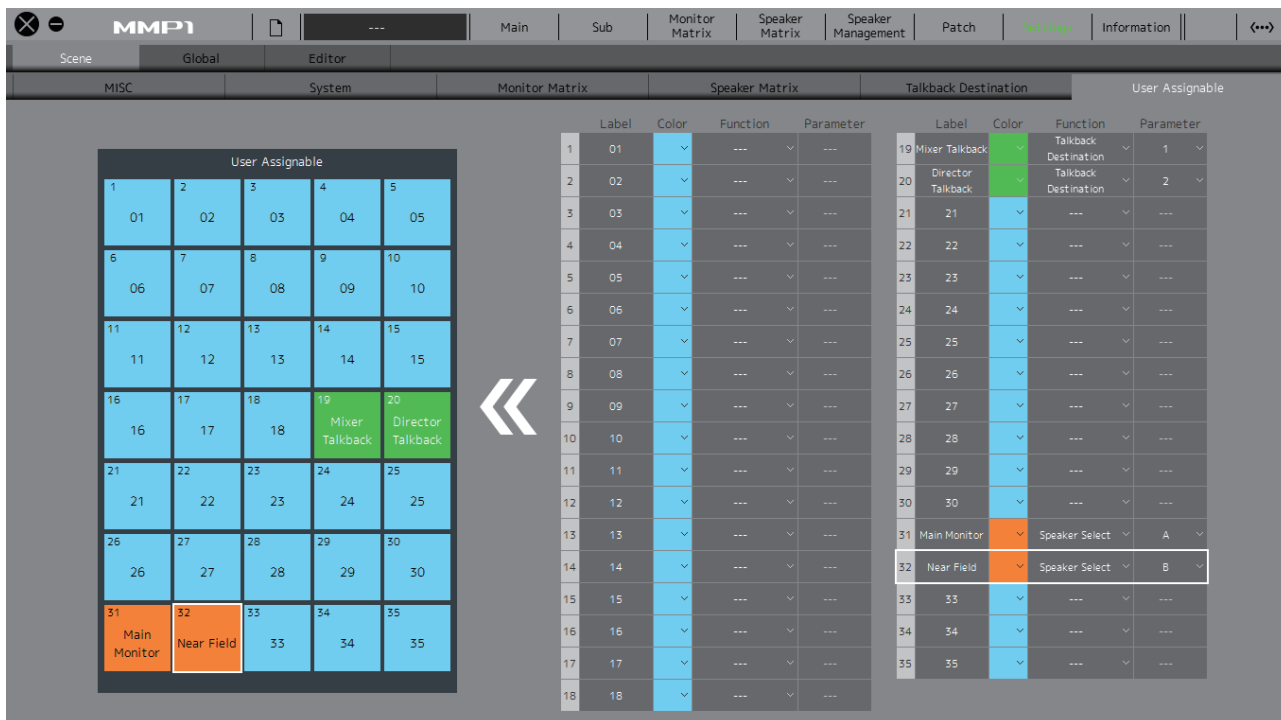 MMP1 --- Main Sub Monitor Matrix Speaker Matrix Speaker Management Patch Settings Information
Scene Global Editor
MISC System Monitor Matrix Speaker Matrix Talkback Destination User Assignable
User Assignable
1 2 3 4 5
01 02 03 04 05
6 7 8 9 10
06 07 08 09 10
11 12 13 14 15
11 12 13 14 15
16 17 18 19 20
16 17 18 Mixer Talkback Director Talkback
21 22 23 24 25
21 22 23 24 25
26 27 28 29 30
26 27 28 29 30
31 32 33 34 35
Main Monitor Near Field 33 34 35
Label Color Function Parameter
1 01 --- ---
2 02 --- ---
3 03 --- ---
4 04 --- ---
5 05 --- ---
6 06 --- ---
7 07 --- ---
8 08 --- ---
9 09 --- ---
10 10 --- ---
11 11 --- ---
12 12 --- ---
13 13 --- ---
14 14 --- ---
15 15 --- ---
16 16 --- ---
17 17 --- ---
18 18 --- ---
Label Color Function Parameter
19 Mixer Talkback Talkback Destination 1
20 Director Talkback Talkback Destination 2
21 21 --- ---
22 22 --- ---
23 23 --- ---
24 24 --- ---
25 25 --- ---
26 26 --- ---
27 27 --- ---
28 28 --- ---
29 29 --- ---
30 30 --- ---
31 Main Monitor Speaker Select A
32 Near Field Speaker Select B
33 33 --- ---
34 34 --- ---
35 35 --- ---